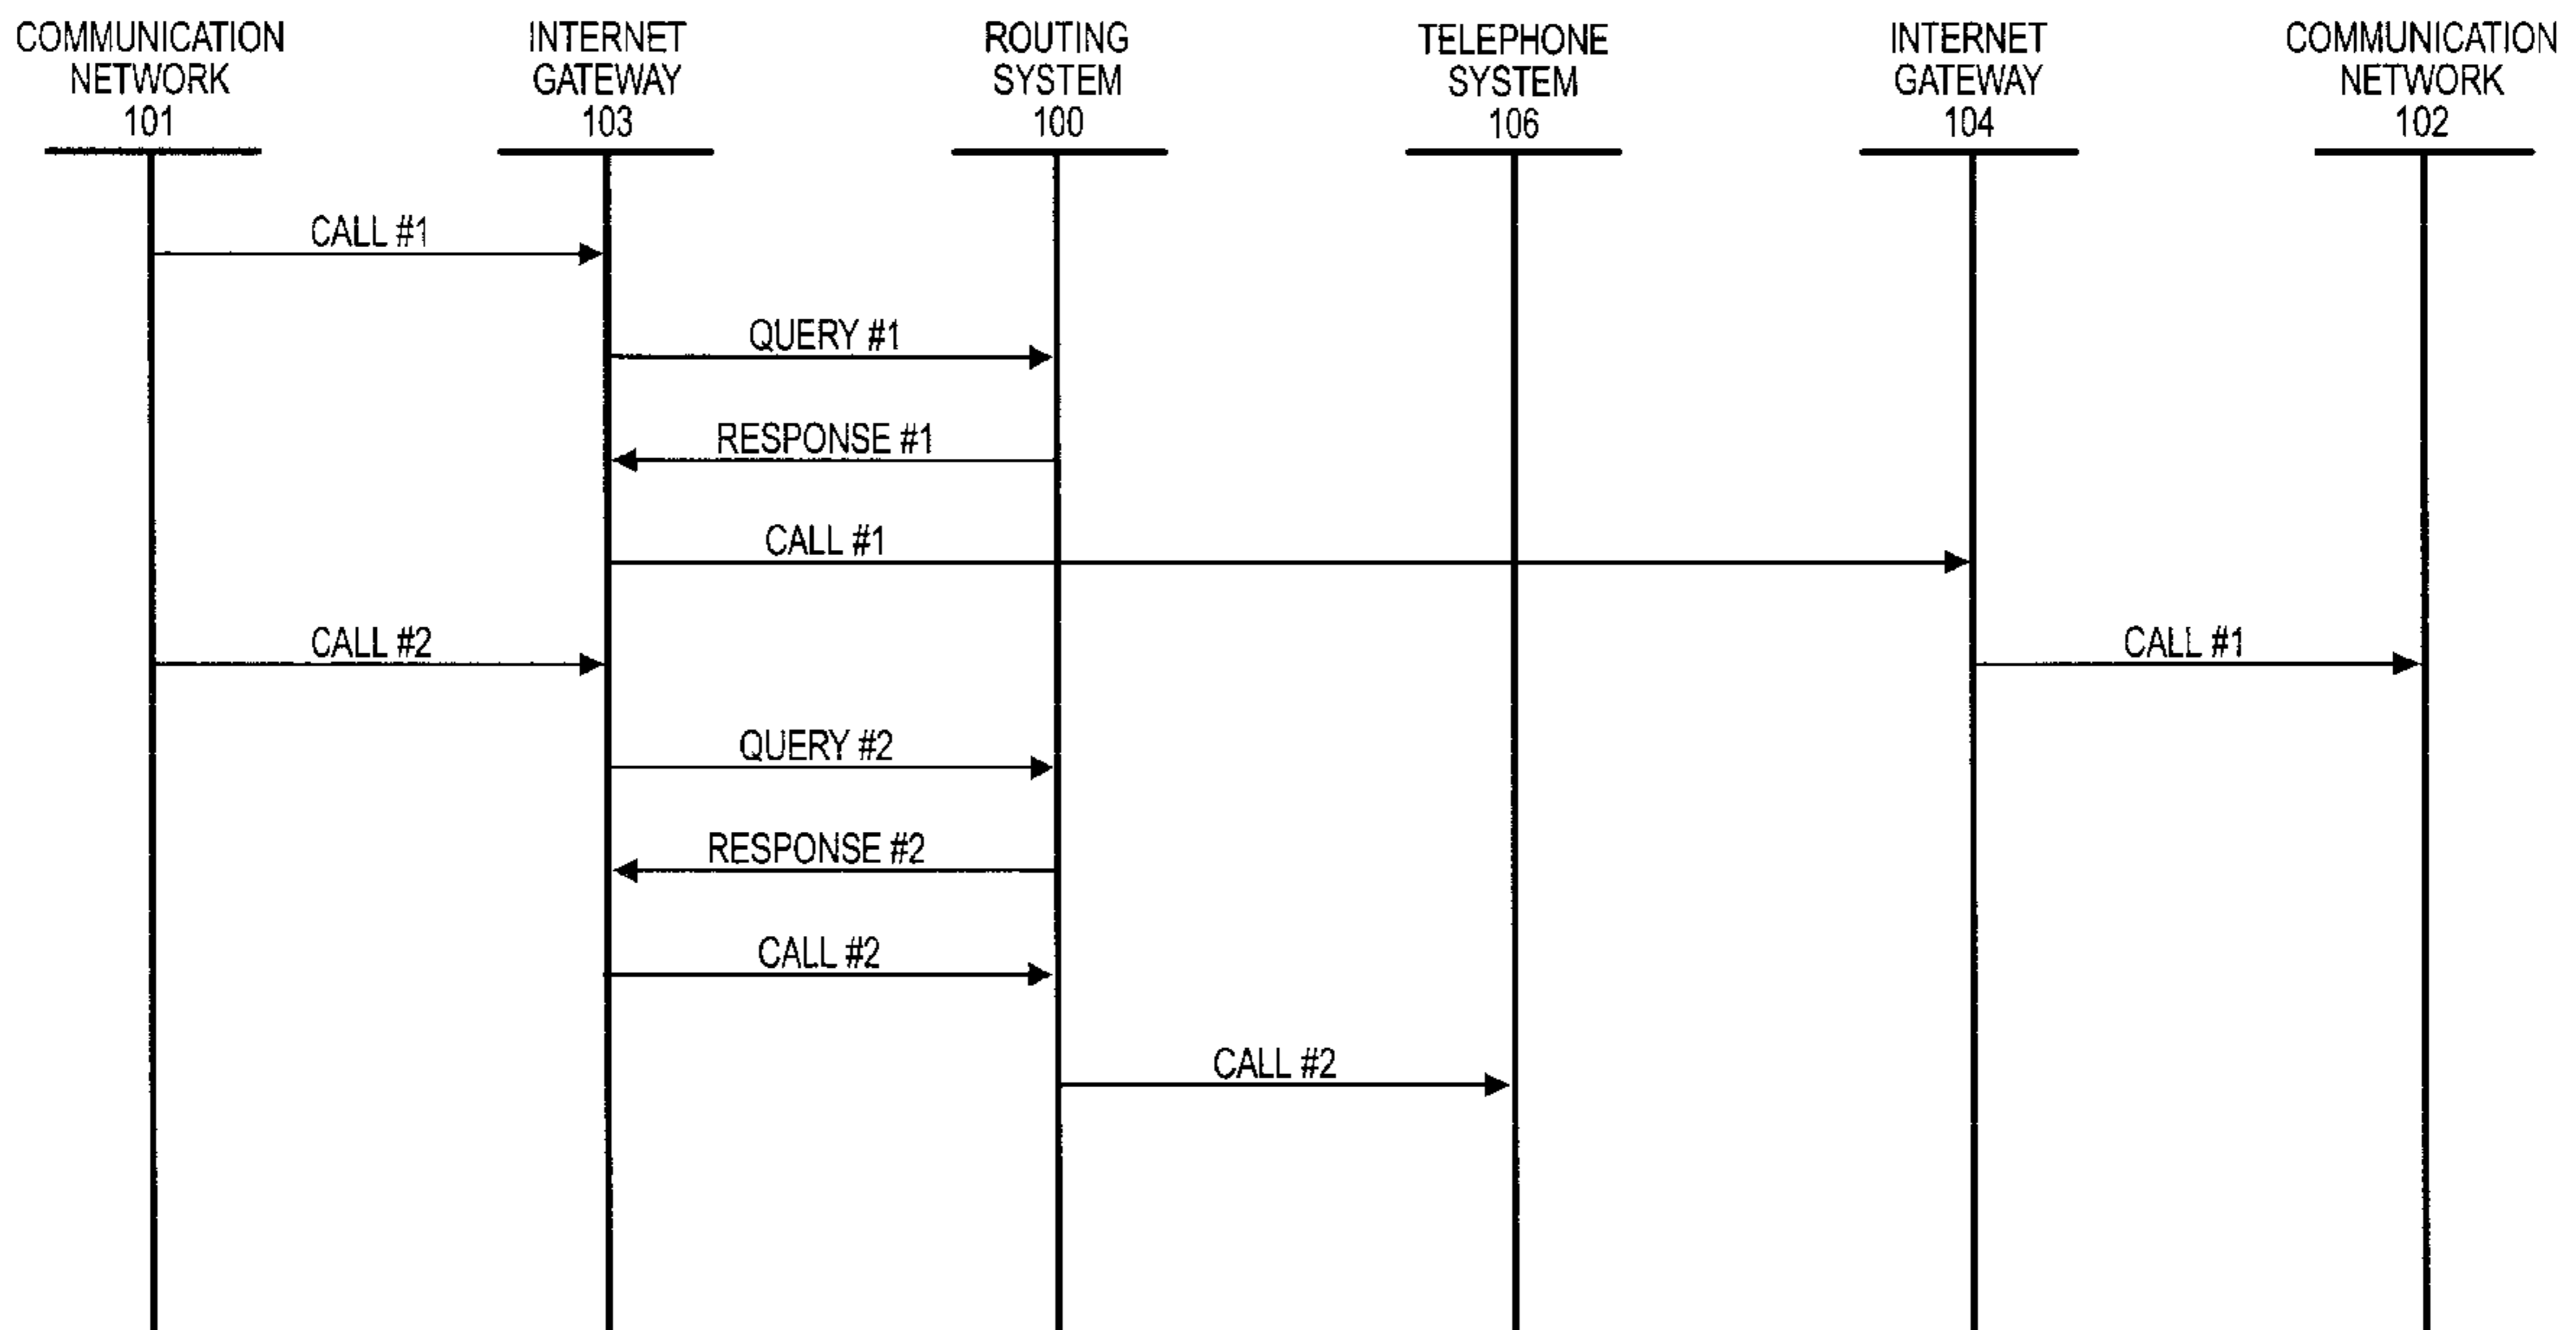 COMMUNICATION
NETWORK
101
INTERNET
GATEWAY
103
ROUTING
SYSTEM
100
TELEPHONE
SYSTEM
106
INTERNET
GATEWAY
104
COMMUNICATION
NETWORK
102
CALL #1
QUERY #1
RESPONSE #1
CALL #1
CALL #2
CALL #1
QUERY #2
RESPONSE #2
CALL #2
CALL #2